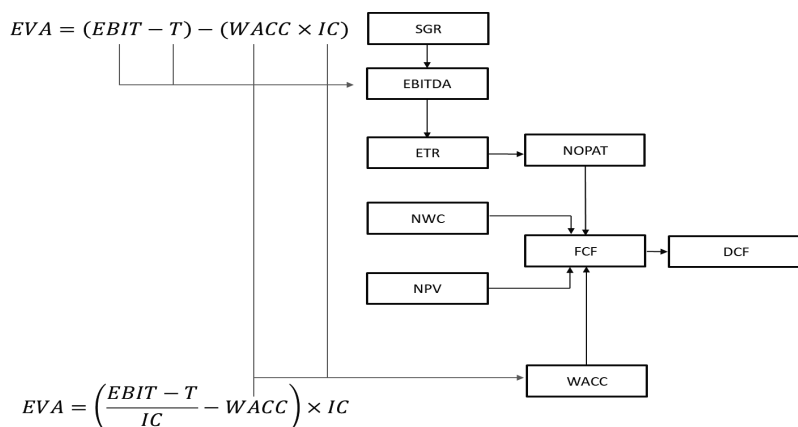 EVA = (EBIT − T) − (WACC × IC)
SGR
EBITDA
ETR
NOPAT
NWC
FCF
DCF
NPV
WACC
EVA = ((EBIT − T)/IC − WACC) × IC